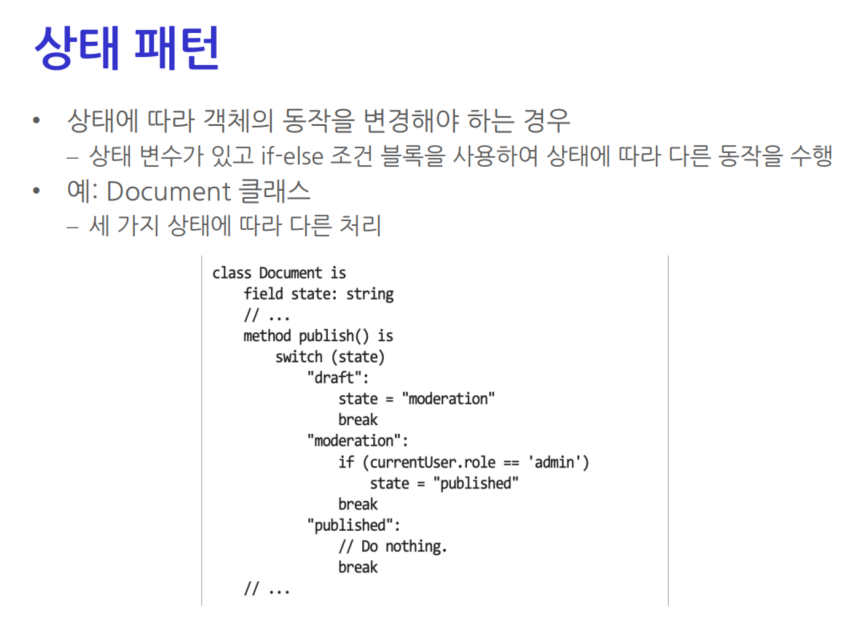 상태 패턴
• 상태에 따라 객체의 동작을 변경해야 하는 경우
– 상태 변수가 있고 if-else 조건 블록을 사용하여 상태에 따라 다른 동작을 수행
• 예: Document 클래스
– 세 가지 상태에 따라 다른 처리
class Document is
    field state: string
    // ...
    method publish() is
        switch (state)
            "draft":
                state = "moderation"
                break
            "moderation":
                if (currentUser.role == 'admin')
                    state = "published"
                break
            "published":
                // Do nothing.
                break
    // ...